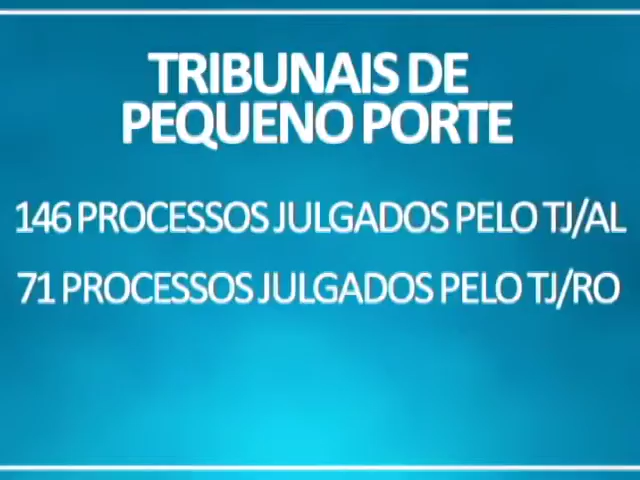 TRIBUNAIS DE
PEQUENO PORTE
146 PROCESSOS JULGADOS PELO TJ/AL
71 PROCESSOS JULGADOS PELO TJ/RO